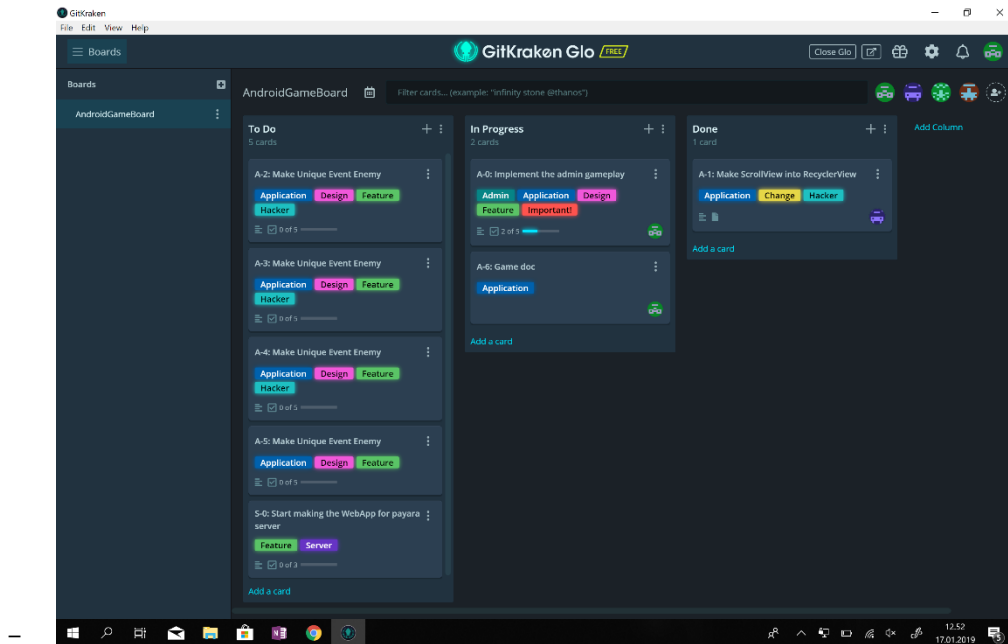 GitKraken
File Edit View Help
Boards
GitKraken Glo FREE
Close Glo
Boards
AndroidGameBoard
AndroidGameBoard
Filter cards... (example: "infinity stone @thanos")
To Do
5 cards
A-2: Make Unique Event Enemy
Application Design Feature
Hacker
0 of 5
A-3: Make Unique Event Enemy
Application Design Feature
Hacker
0 of 5
A-4: Make Unique Event Enemy
Application Design Feature
Hacker
0 of 5
A-5: Make Unique Event Enemy
Application Design Feature
0 of 5
S-0: Start making the WebApp for payara
server
Feature Server
0 of 3
Add a card
In Progress
2 cards
A-0: Implement the admin gameplay
Admin Application Design
Feature Important!
2 of 5
A-6: Game doc
Application
Add a card
Done
1 card
A-1: Make ScrollView into RecyclerView
Application Change Hacker
Add a card
Add Column
12.52
17.01.2019